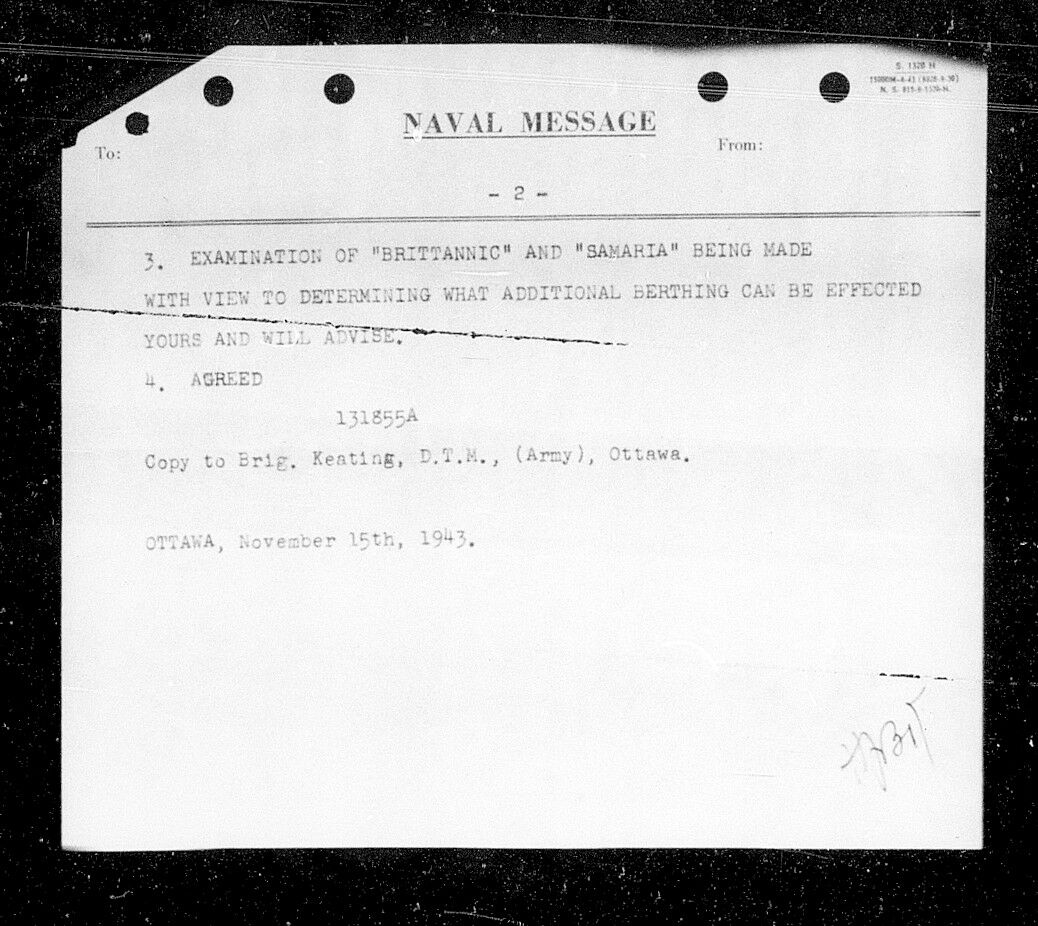 S. 1320 H
NAVAL MESSAGE
To:
From:
- 2 -
3. EXAMINATION OF "BRITTANNIC" AND "SAMARIA" BEING MADE
WITH VIEW TO DETERMINING WHAT ADDITIONAL BERTHING CAN BE EFFECTED
YOURS AND WILL ADVISE.
4. AGREED
131855A
Copy to Brig. Keating, D.T.M., (Army), Ottawa.
OTTAWA, November 15th, 1943.